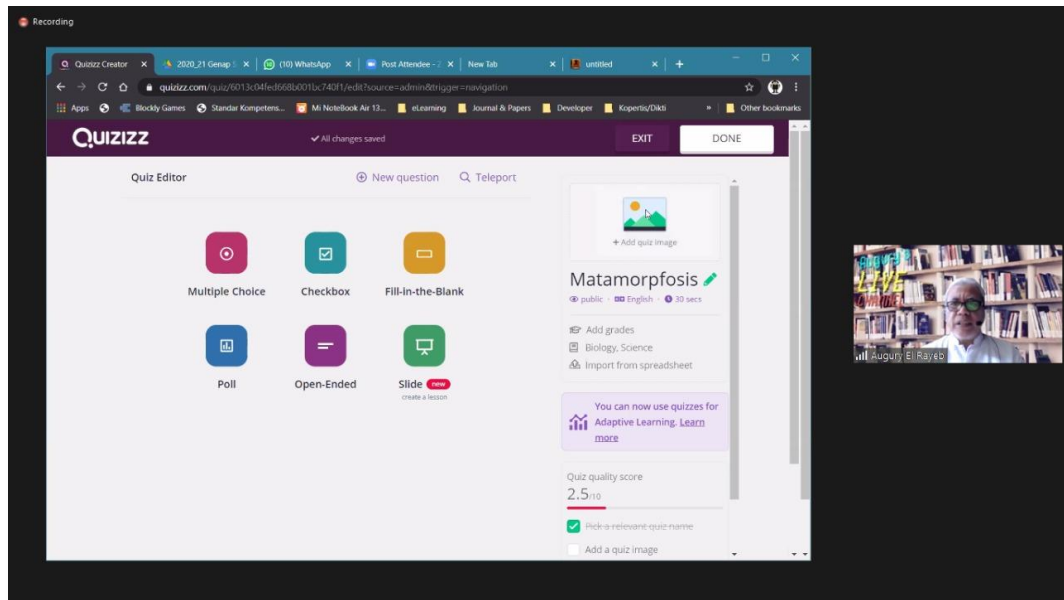 Recording
Quizizz Creator
2020_21 Genap
(10) WhatsApp
Post Attendee - Z
New Tab
untitled
quizizz.com/quiz/6013c04fed668b001bc740f1/edit?source=admin&trigger=navigation
Apps
Blockly Games
Standar Kompetens...
Mi NoteBook Air 13...
eLearning
Journal & Papers
Developer
Kopertis/Dikti
»
Other bookmarks
QUIZIZZ
All changes saved
EXIT
DONE
Quiz Editor
New question
Teleport
Multiple Choice
Checkbox
Fill-in-the-Blank
Poll
Open-Ended
Slide new
create a lesson
+ Add quiz image
Matamorpfosis
public · English · 30 secs
Add grades
Biology, Science
Import from spreadsheet
You can now use quizzes for
Adaptive Learning. Learn
more
Quiz quality score
2.5/10
Pick a relevant quiz name
Add a quiz image
Augury's
LIVE
Augury El Rayeb